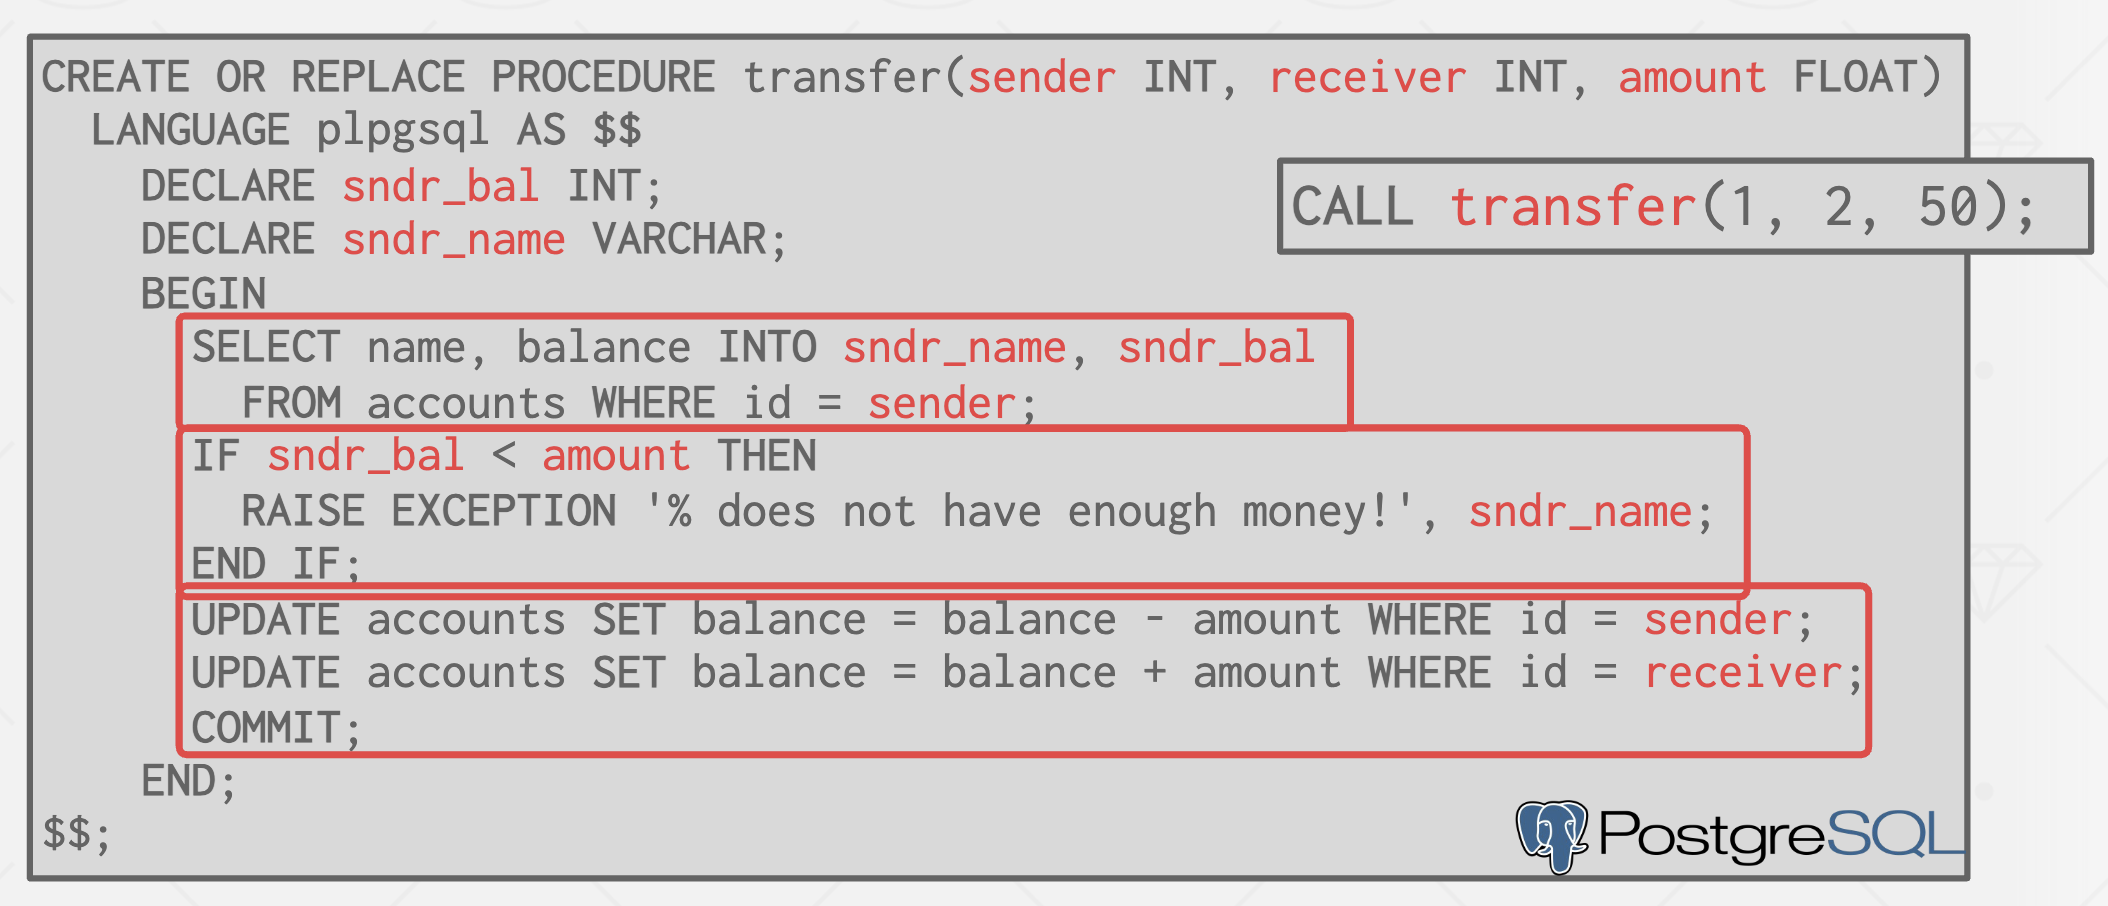 CREATE OR REPLACE PROCEDURE transfer(sender INT, receiver INT, amount FLOAT)
  LANGUAGE plpgsql AS $$
    DECLARE sndr_bal INT;
    DECLARE sndr_name VARCHAR;
CALL transfer(1, 2, 50);
    BEGIN
      SELECT name, balance INTO sndr_name, sndr_bal
        FROM accounts WHERE id = sender;
      IF sndr_bal < amount THEN
        RAISE EXCEPTION '% does not have enough money!', sndr_name;
      END IF;
      UPDATE accounts SET balance = balance - amount WHERE id = sender;
      UPDATE accounts SET balance = balance + amount WHERE id = receiver;
      COMMIT;
    END;
$$;
PostgreSQL